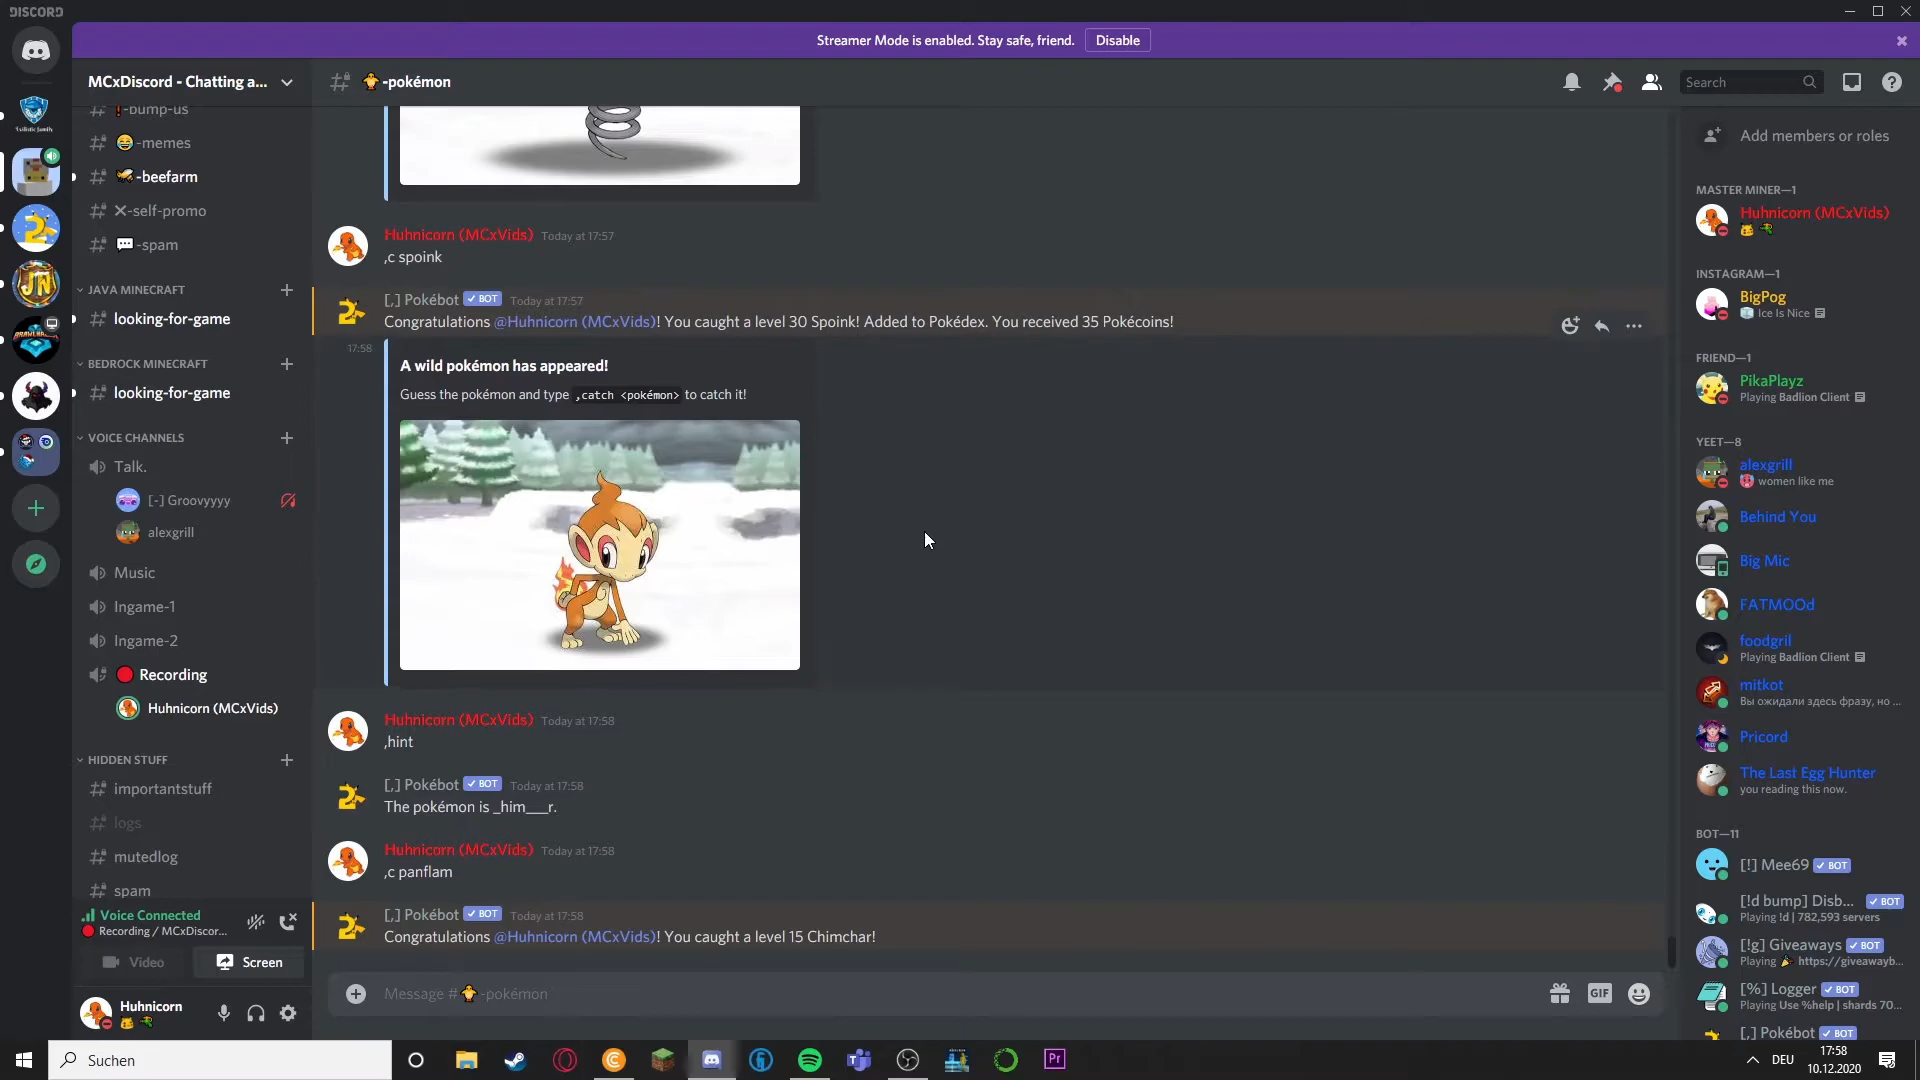 DISCORD
Streamer Mode is enabled. Stay safe, friend.
Disable
MCxDiscord - Chatting a...
-pokémon
Search
-bump-us
-memes
-beefarm
-self-promo
-spam
JAVA MINECRAFT
looking-for-game
BEDROCK MINECRAFT
looking-for-game
VOICE CHANNELS
Talk.
[-] Groovyyyy
alexgrill
Music
Ingame-1
Ingame-2
Recording
Huhnicorn (MCxVids)
HIDDEN STUFF
importantstuff
logs
mutedlog
spam
Voice Connected
Recording / MCxDiscor...
Video
Screen
Huhnicorn
Huhnicorn (MCxVids) Today at 17:57
,c spoink
[,] Pokébot BOT Today at 17:57
Congratulations @Huhnicorn (MCxVids)! You caught a level 30 Spoink! Added to Pokédex. You received 35 Pokécoins!
17:58
A wild pokémon has appeared!
Guess the pokémon and type ,catch <pokémon> to catch it!
Huhnicorn (MCxVids) Today at 17:58
,hint
[,] Pokébot BOT Today at 17:58
The pokémon is _him___r.
Huhnicorn (MCxVids) Today at 17:58
,c panflam
[,] Pokébot BOT Today at 17:58
Congratulations @Huhnicorn (MCxVids)! You caught a level 15 Chimchar!
Message # -pokémon
GIF
Add members or roles
MASTER MINER—1
Huhnicorn (MCxVids)
INSTAGRAM—1
BigPog
Ice Is Nice
FRIEND—1
PikaPlayz
Playing Badlion Client
YEET—8
alexgrill
women like me
Behind You
Big Mic
FATMOOd
foodgril
Playing Badlion Client
mitkot
Вы ожидали здесь фразу, но ...
Pricord
The Last Egg Hunter
you reading this now.
BOT—11
[!] Mee69 BOT
[!d bump] Disb... BOT
Playing !d | 782,593 servers
[!g] Giveaways BOT
Playing https://giveawayb...
[%] Logger BOT
Playing Use %help | shards 70...
[,] Pokébot BOT
Suchen
Pr
DEU
17:58
10.12.2020